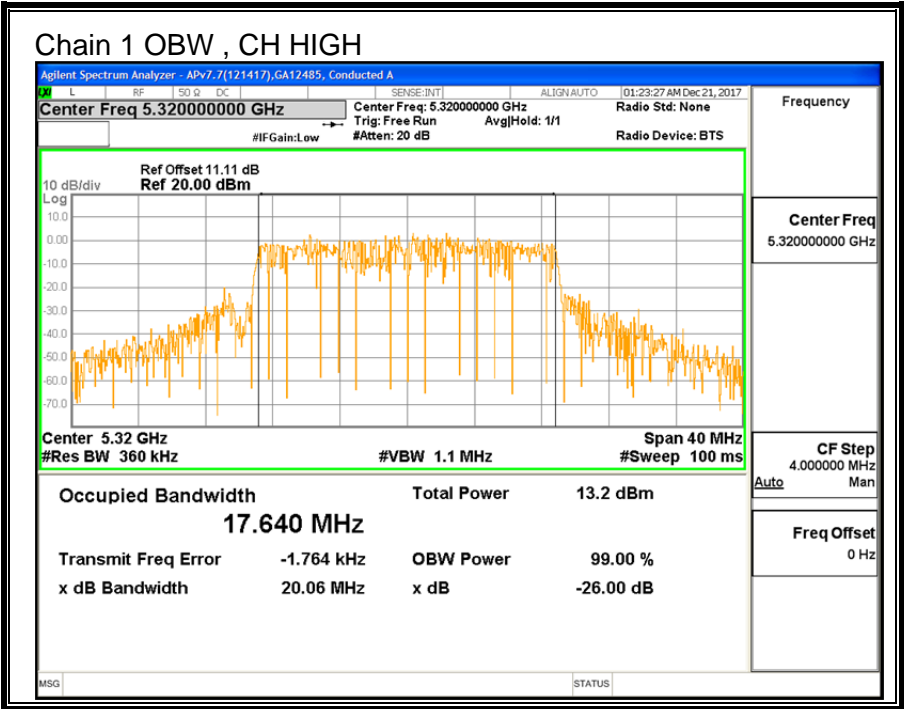 Chain 1 OBW , CH HIGH
Agilent Spectrum Analyzer - APv7.7(121417),GA12485, Conducted A
LXI L RF 50 Ω DC SENSE:INT ALIGNAUTO 01:23:27 AM Dec 21, 2017
Center Freq 5.320000000 GHz
Center Freq: 5.320000000 GHz
Radio Std: None
Trig: Free Run Avg|Hold: 1/1
#IFGain:Low #Atten: 20 dB Radio Device: BTS
Ref Offset 11.11 dB
10 dB/div Ref 20.00 dBm
Log
10.0
0.00
-10.0
-20.0
-30.0
-40.0
-50.0
-60.0
-70.0
Center 5.32 GHz Span 40 MHz
#Res BW 360 kHz #VBW 1.1 MHz #Sweep 100 ms
Occupied Bandwidth Total Power 13.2 dBm
17.640 MHz
Transmit Freq Error -1.764 kHz OBW Power 99.00 %
x dB Bandwidth 20.06 MHz x dB -26.00 dB
MSG STATUS
Frequency
Center Freq
5.320000000 GHz
CF Step
4.000000 MHz
Auto Man
Freq Offset
0 Hz